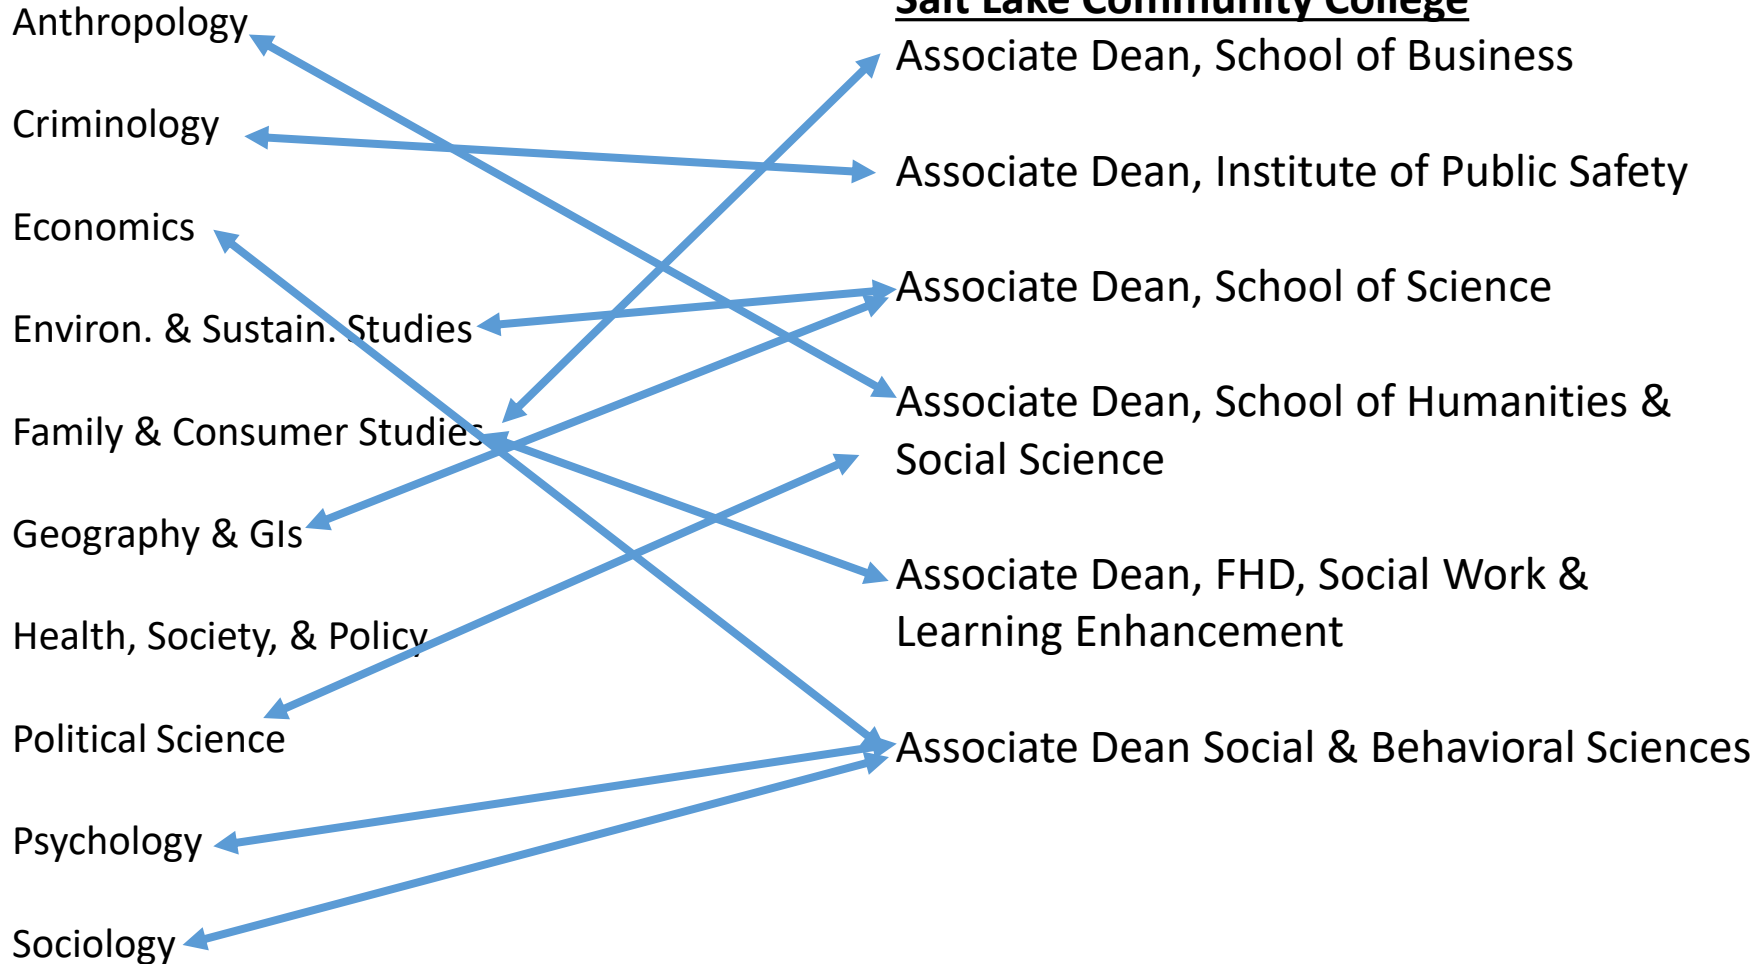 Anthropology
Criminology
Economics
Environ. & Sustain. Studies
Family & Consumer Studies
Geography & GIs
Health, Society, & Policy
Political Science
Psychology
Sociology
Salt Lake Community College
Associate Dean, School of Business
Associate Dean, Institute of Public Safety
Associate Dean, School of Science
Associate Dean, School of Humanities &
Social Science
Associate Dean, FHD, Social Work &
Learning Enhancement
Associate Dean Social & Behavioral Sciences